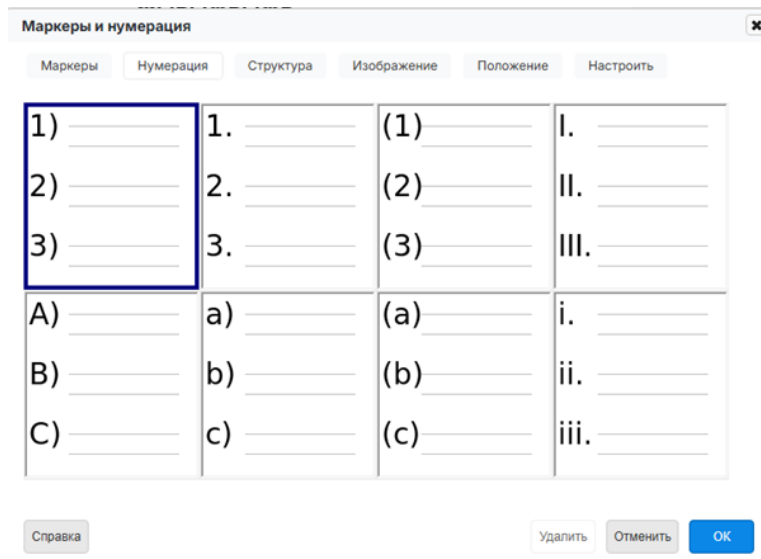 Маркеры и нумерация
Маркеры Нумерация Структура Изображение Положение Настроить
1) 1. (1) I.
2) 2. (2) II.
3) 3. (3) III.
A) a) (a) i.
B) b) (b) ii.
C) c) (c) iii.
Справка Удалить Отменить OK